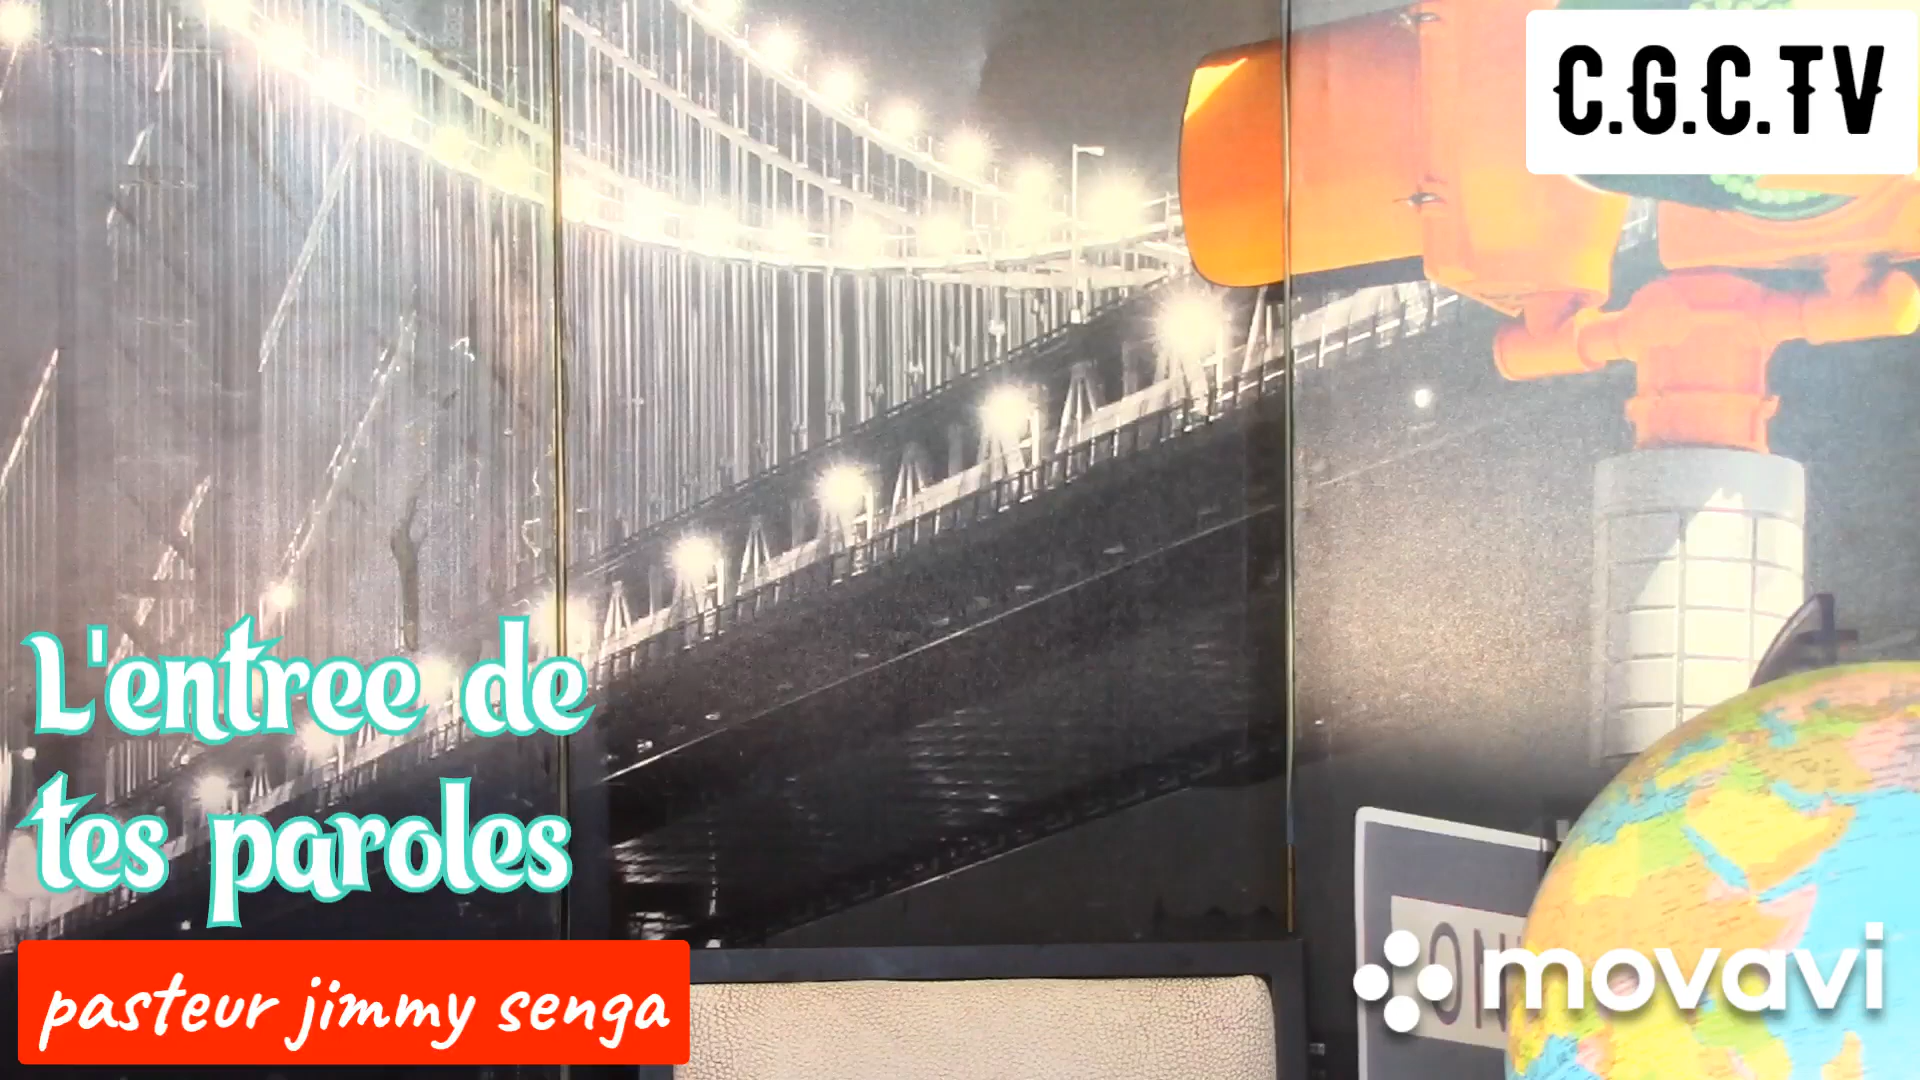 C.G.C.TV
L'entree de
tes paroles
pasteur jimmy senga
movavi